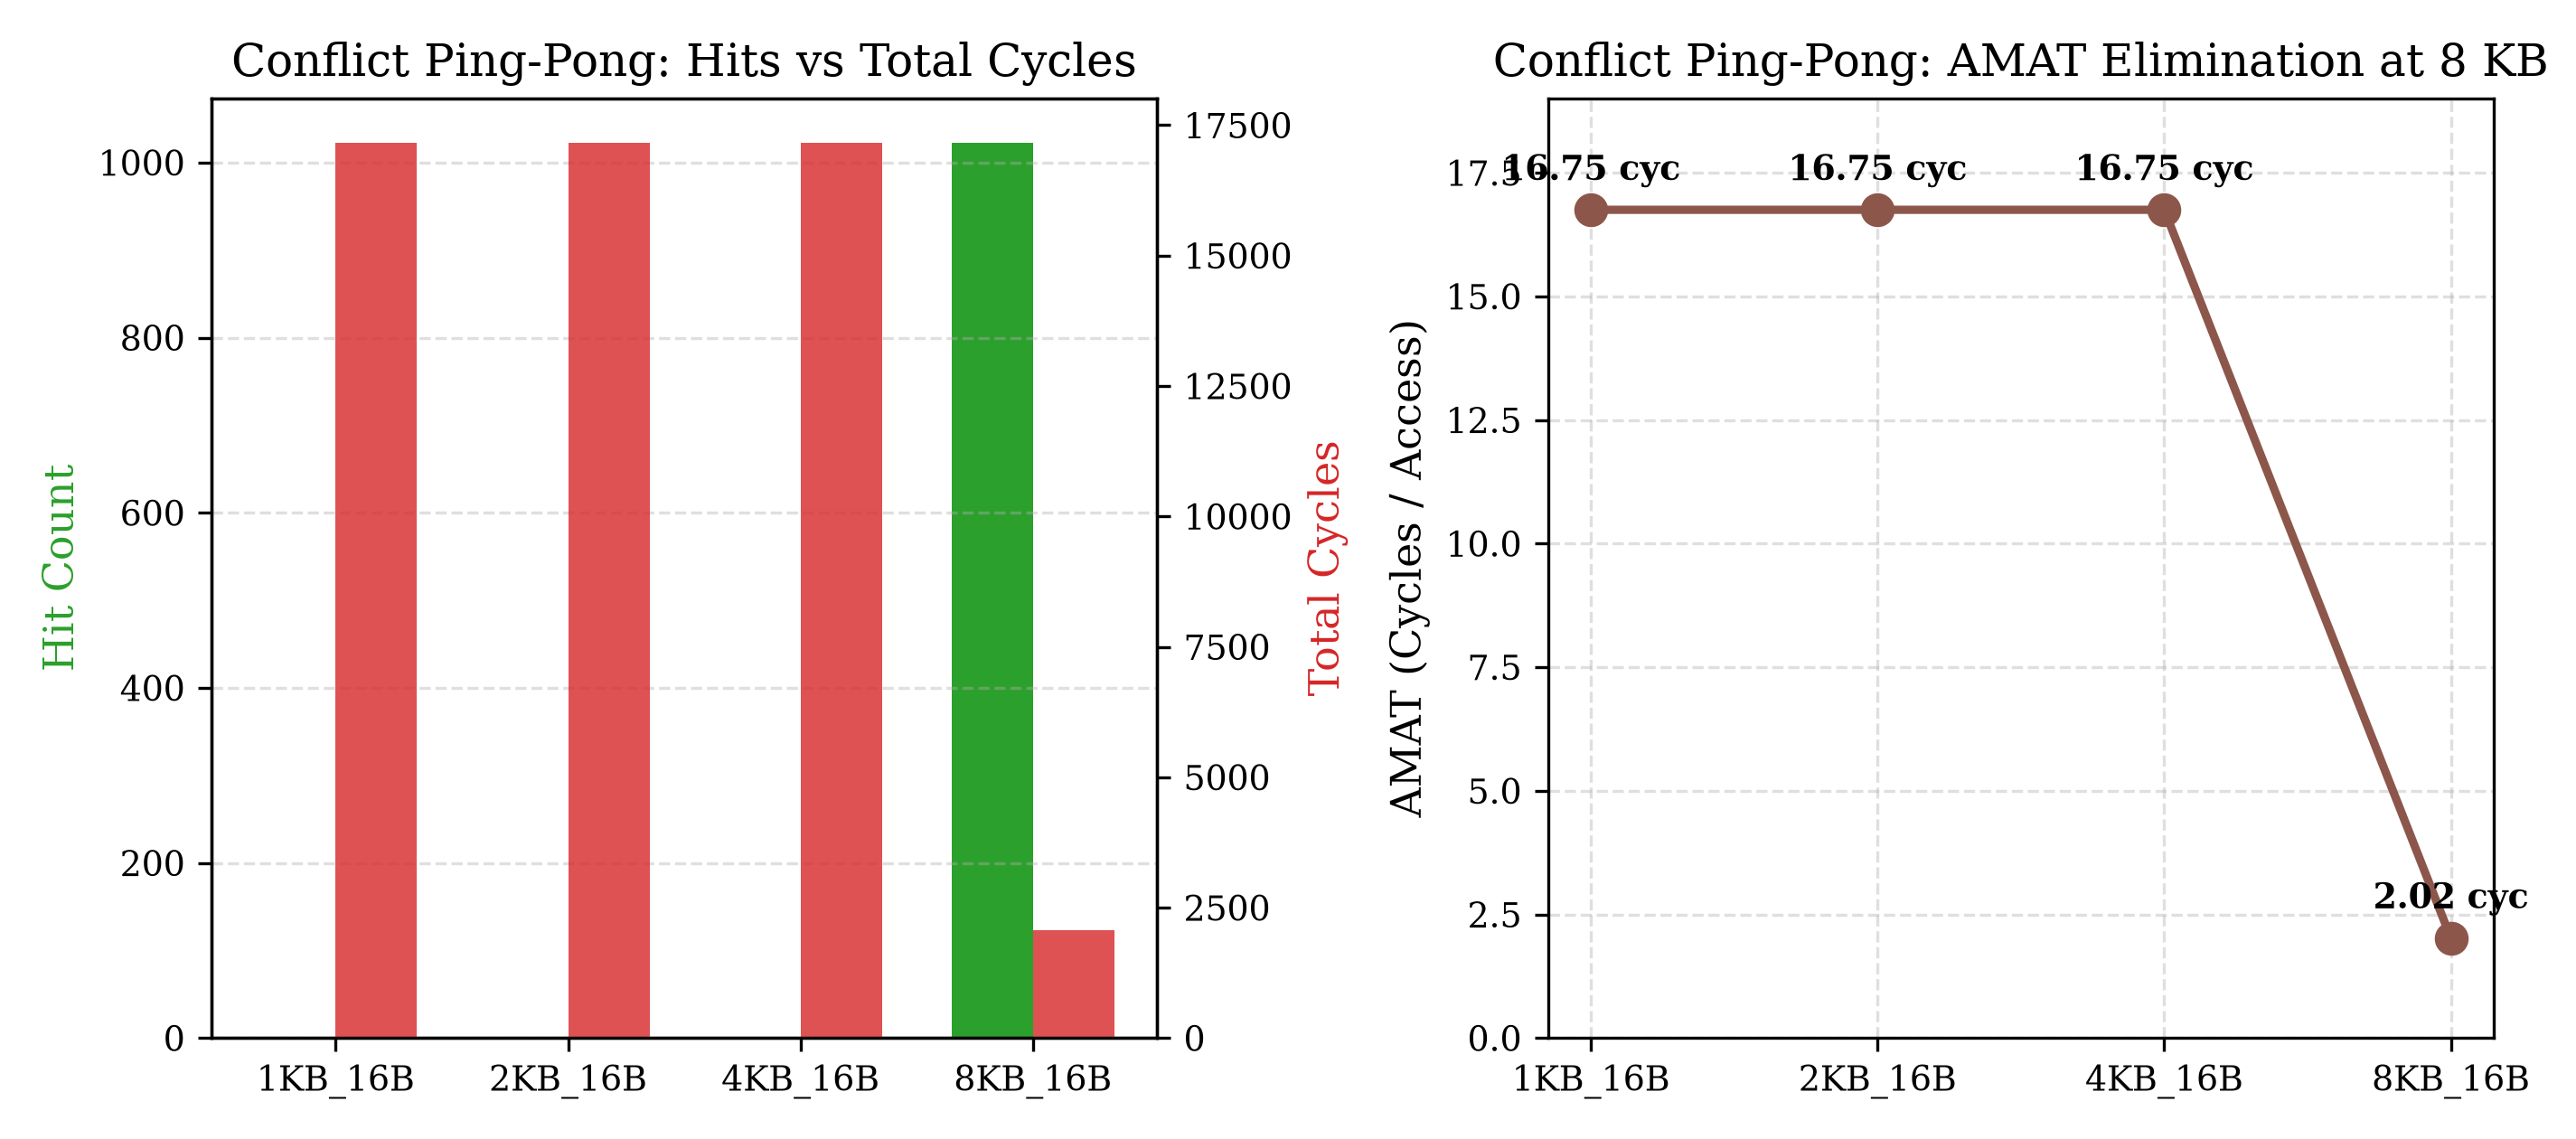 Conflict Ping-Pong: Hits vs Total Cycles
Hit Count
1000
800
600
400
200
0
17500
15000
12500
10000
7500
5000
2500
0
Total Cycles
1KB_16B
2KB_16B
4KB_16B
8KB_16B
Conflict Ping-Pong: AMAT Elimination at 8 KB
AMAT (Cycles / Access)
17.5
15.0
12.5
10.0
7.5
5.0
2.5
0.0
16.75 cyc
16.75 cyc
16.75 cyc
2.02 cyc
1KB_16B
2KB_16B
4KB_16B
8KB_16B